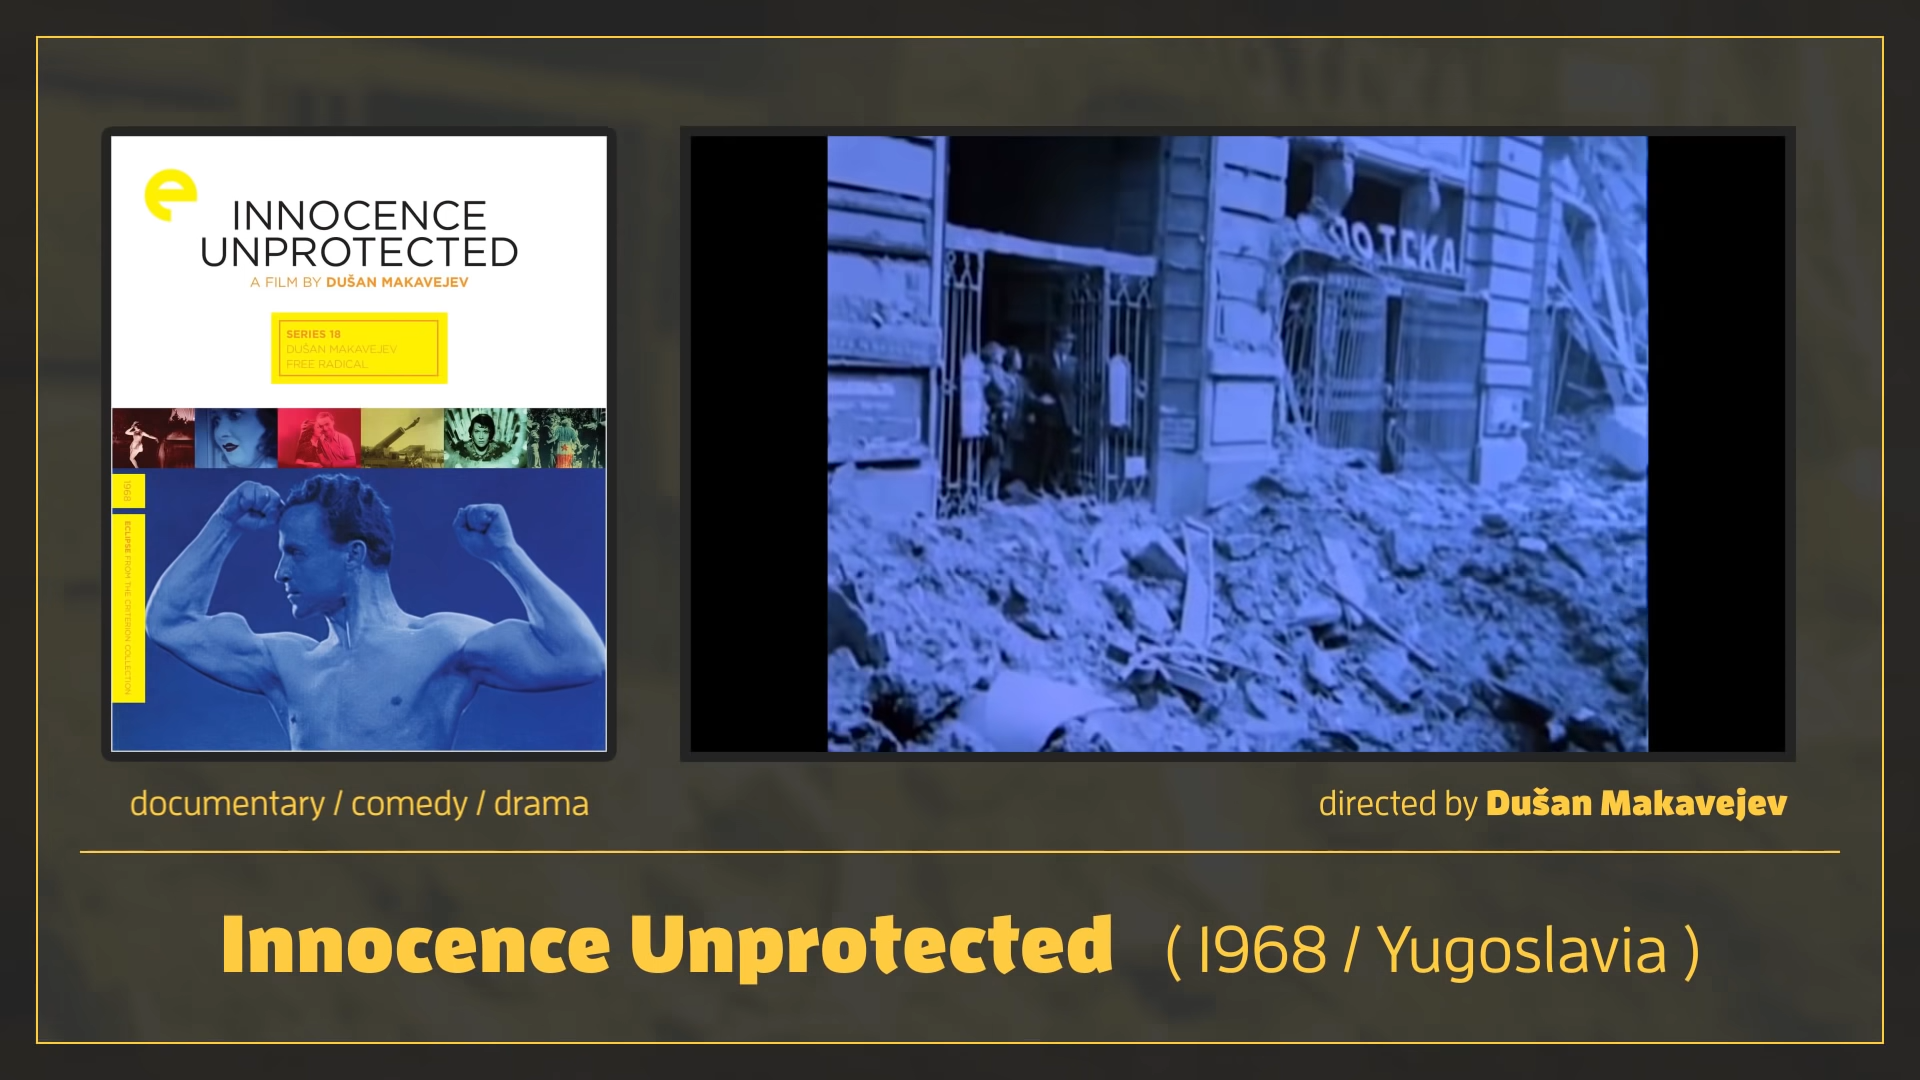 e
INNOCENCE
UNPROTECTED
A FILM BY DUŠAN MAKAVEJEV
SERIES 18
DUŠAN MAKAVEJEV
FREE RADICAL
1968
ECLIPSE FROM THE CRITERION COLLECTION
ПОТЕКА
documentary / comedy / drama
directed by Dušan Makavejev
Innocence Unprotected ( 1968 / Yugoslavia )